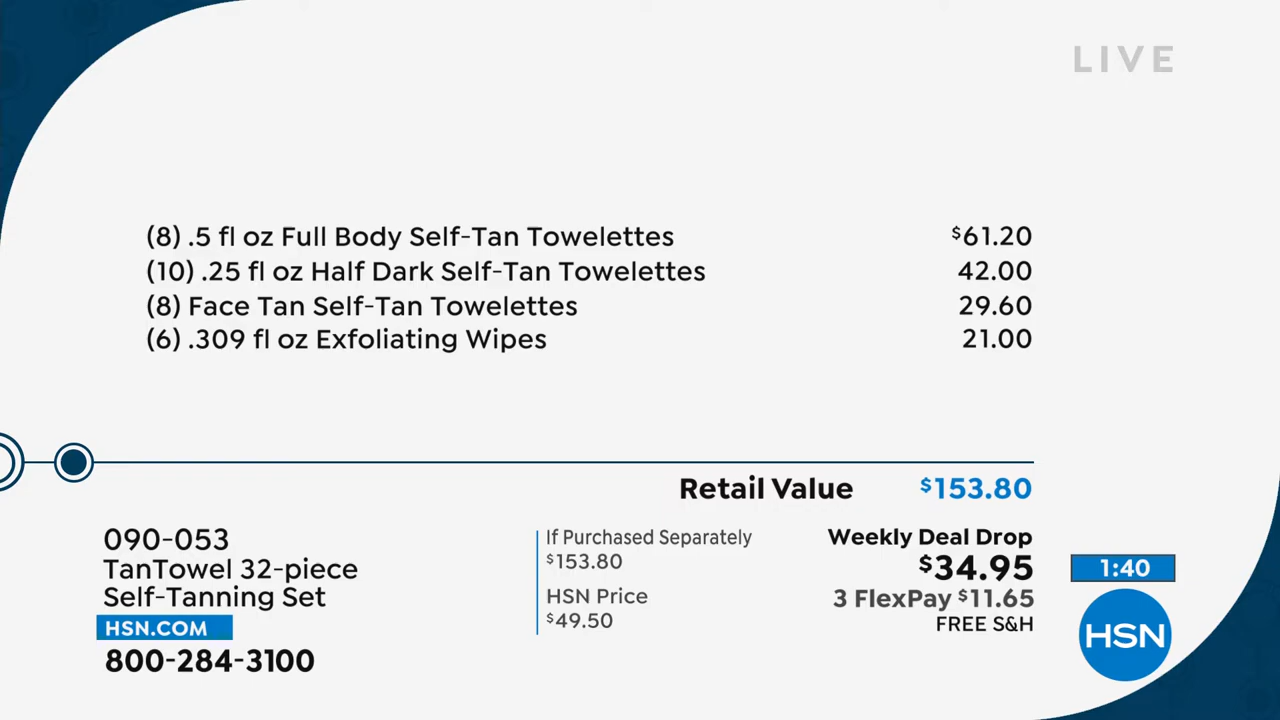 LIVE
(8) .5 fl oz Full Body Self-Tan Towelettes $61.20
(10) .25 fl oz Half Dark Self-Tan Towelettes 42.00
(8) Face Tan Self-Tan Towelettes 29.60
(6) .309 fl oz Exfoliating Wipes 21.00
Retail Value $153.80
090-053
TanTowel 32-piece
Self-Tanning Set
HSN.COM
800-284-3100
If Purchased Separately
$153.80
HSN Price
$49.50
Weekly Deal Drop
$34.95
3 FlexPay $11.65
FREE S&H
1:40
HSN